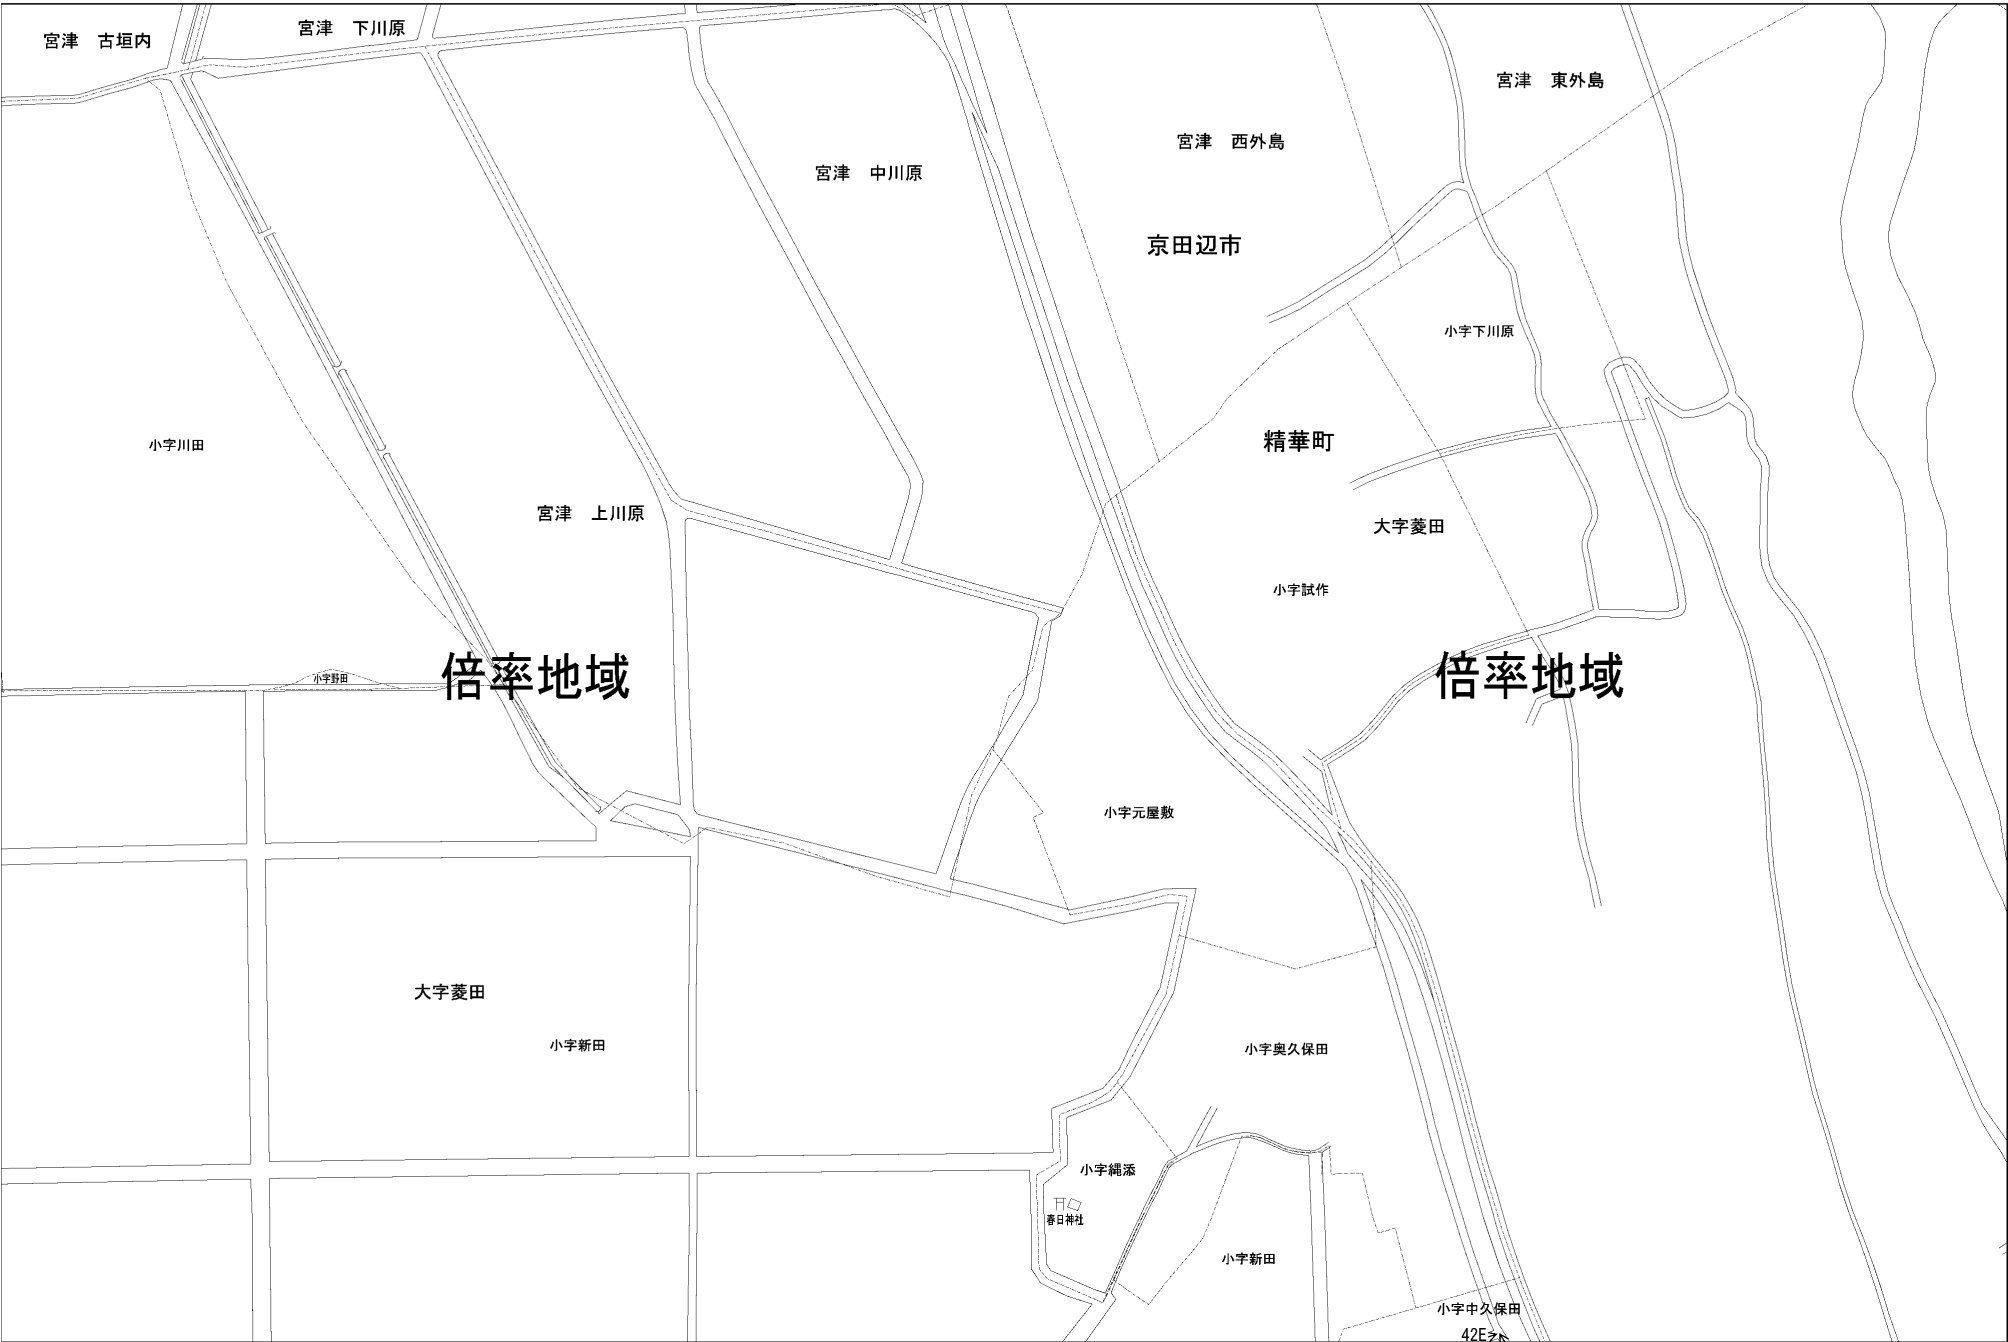 宮津　下川原
宮津　古垣内
宮津　東外島
宮津　西外島
宮津　中川原
京田辺市
小字下川原
精華町
小字川田
宮津　上川原
大字菱田
小字試作
倍率地域
倍率地域
小字野田
小字元屋敷
大字菱田
小字新田
小字奥久保田
小字縄添
春日神社
小字新田
小字中久保田
42E